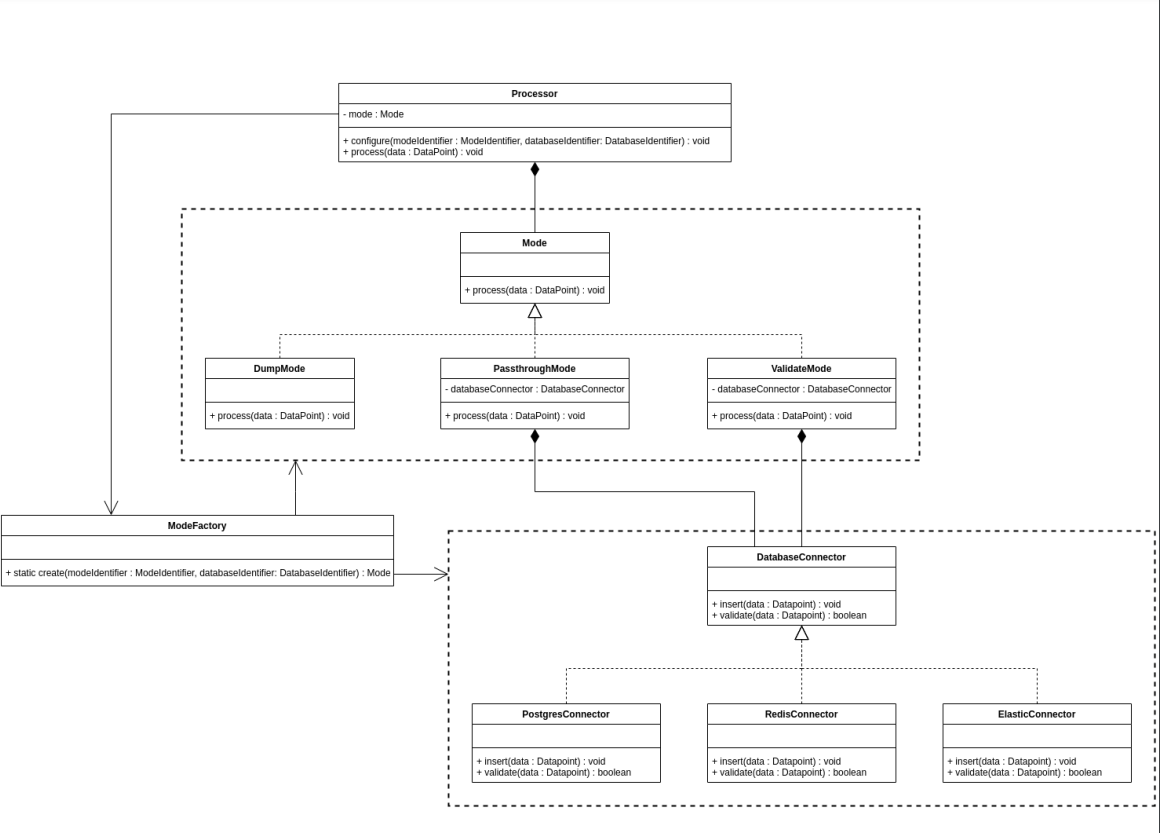 Processor
- mode : Mode
+ configure(modeIdentifier : ModeIdentifier, databaseIdentifier: DatabaseIdentifier) : void
+ process(data : DataPoint) : void
Mode
+ process(data : DataPoint) : void
DumpMode
+ process(data : DataPoint) : void
PassthroughMode
- databaseConnector : DatabaseConnector
+ process(data : DataPoint) : void
ValidateMode
- databaseConnector : DatabaseConnector
+ process(data : DataPoint) : void
ModeFactory
+ static create(modeIdentifier : ModeIdentifier, databaseIdentifier: DatabaseIdentifier) : Mode
DatabaseConnector
+ insert(data : Datapoint) : void
+ validate(data : Datapoint) : boolean
PostgresConnector
+ insert(data : Datapoint) : void
+ validate(data : Datapoint) : boolean
RedisConnector
+ insert(data : Datapoint) : void
+ validate(data : Datapoint) : boolean
ElasticConnector
+ insert(data : Datapoint) : void
+ validate(data : Datapoint) : boolean